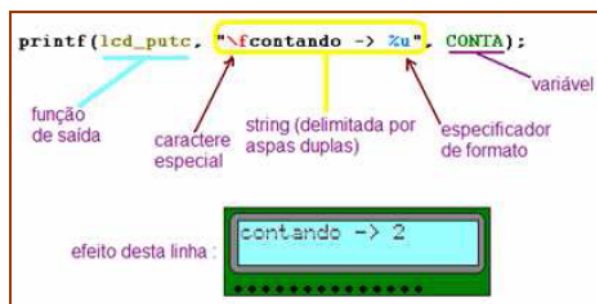 printf(lcd_putc, "\fcontando -> %u", CONTA);
função de saída
caractere especial
string (delimitada por aspas duplas)
especificador de formato
variável
efeito desta linha :
contando -> 2